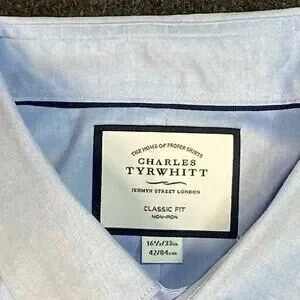 THE HOME OF PROPER SHIRTS
CHARLES
TYRWHITT
JERMYN STREET LONDON
CLASSIC FIT
NON-IRON
16½/33in
42/84cm